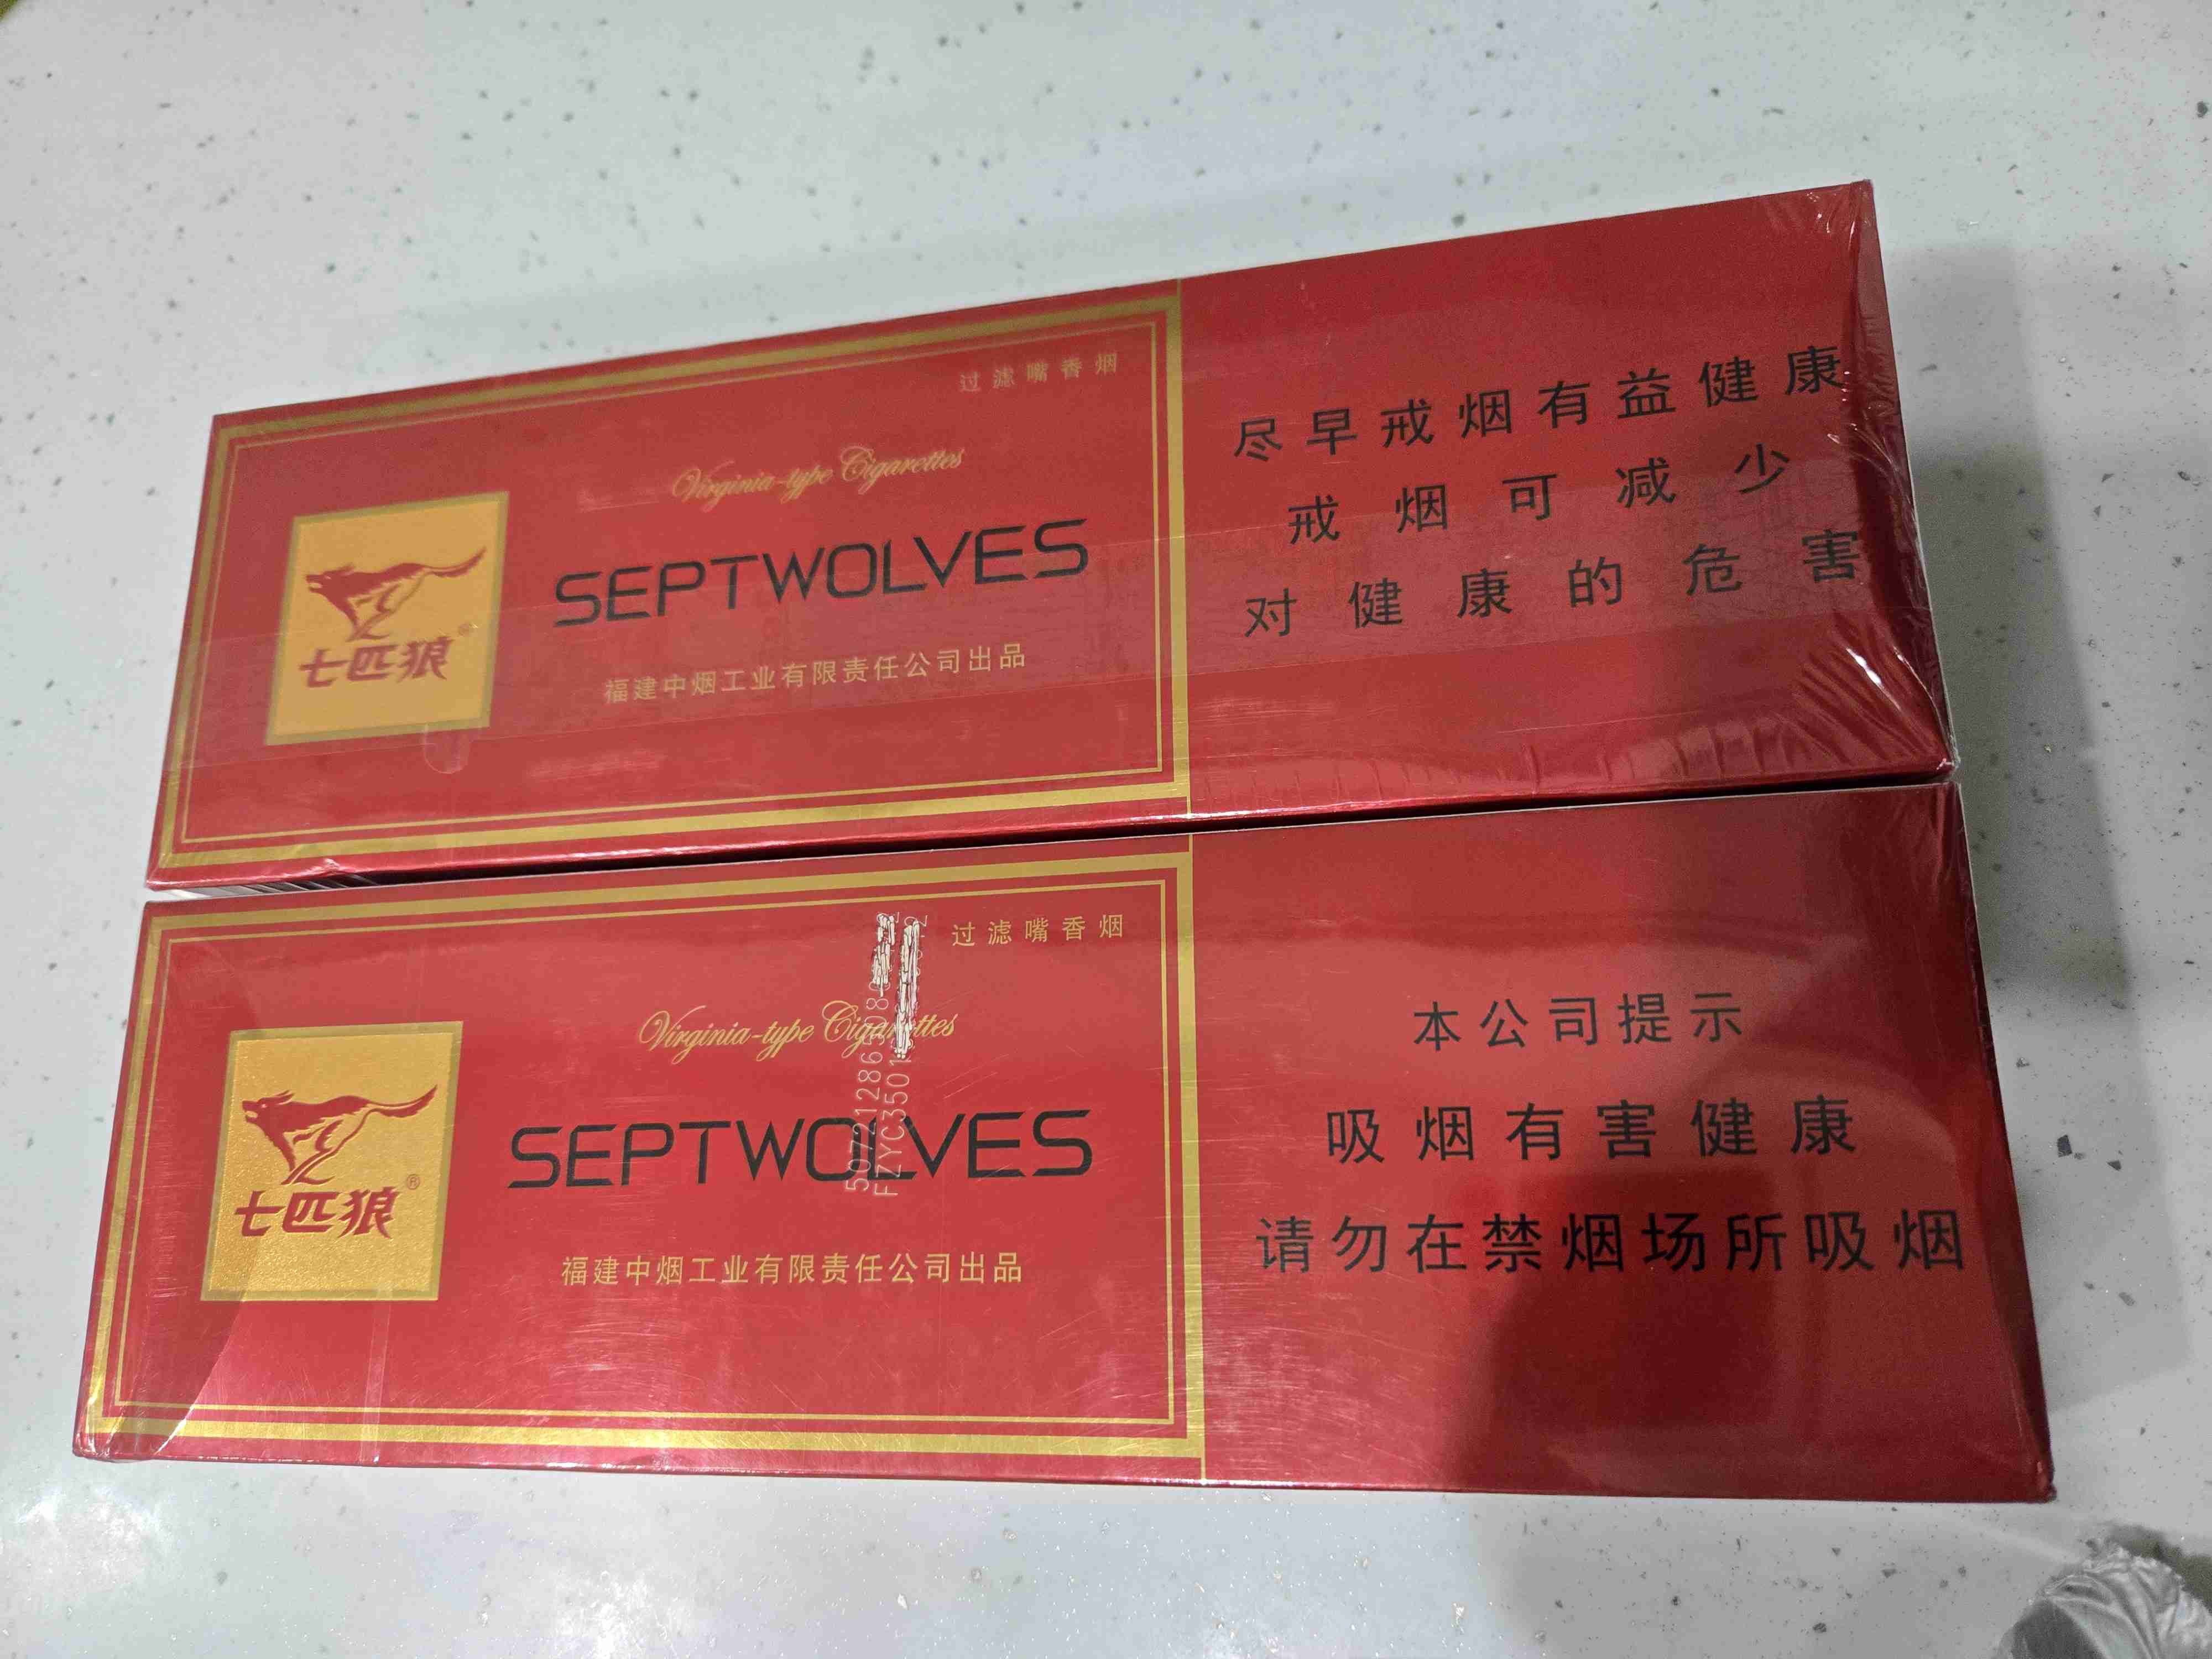 过滤嘴香烟
Virginia-type Cigarettes
SEPTWOLVES
七匹狼
福建中烟工业有限责任公司出品
尽早戒烟有益健康
戒烟可减少
对健康的危害
过滤嘴香烟
Virginia-type Cigarettes
SEPTWOLVES
七匹狼®
福建中烟工业有限责任公司出品
本公司提示
吸烟有害健康
请勿在禁烟场所吸烟